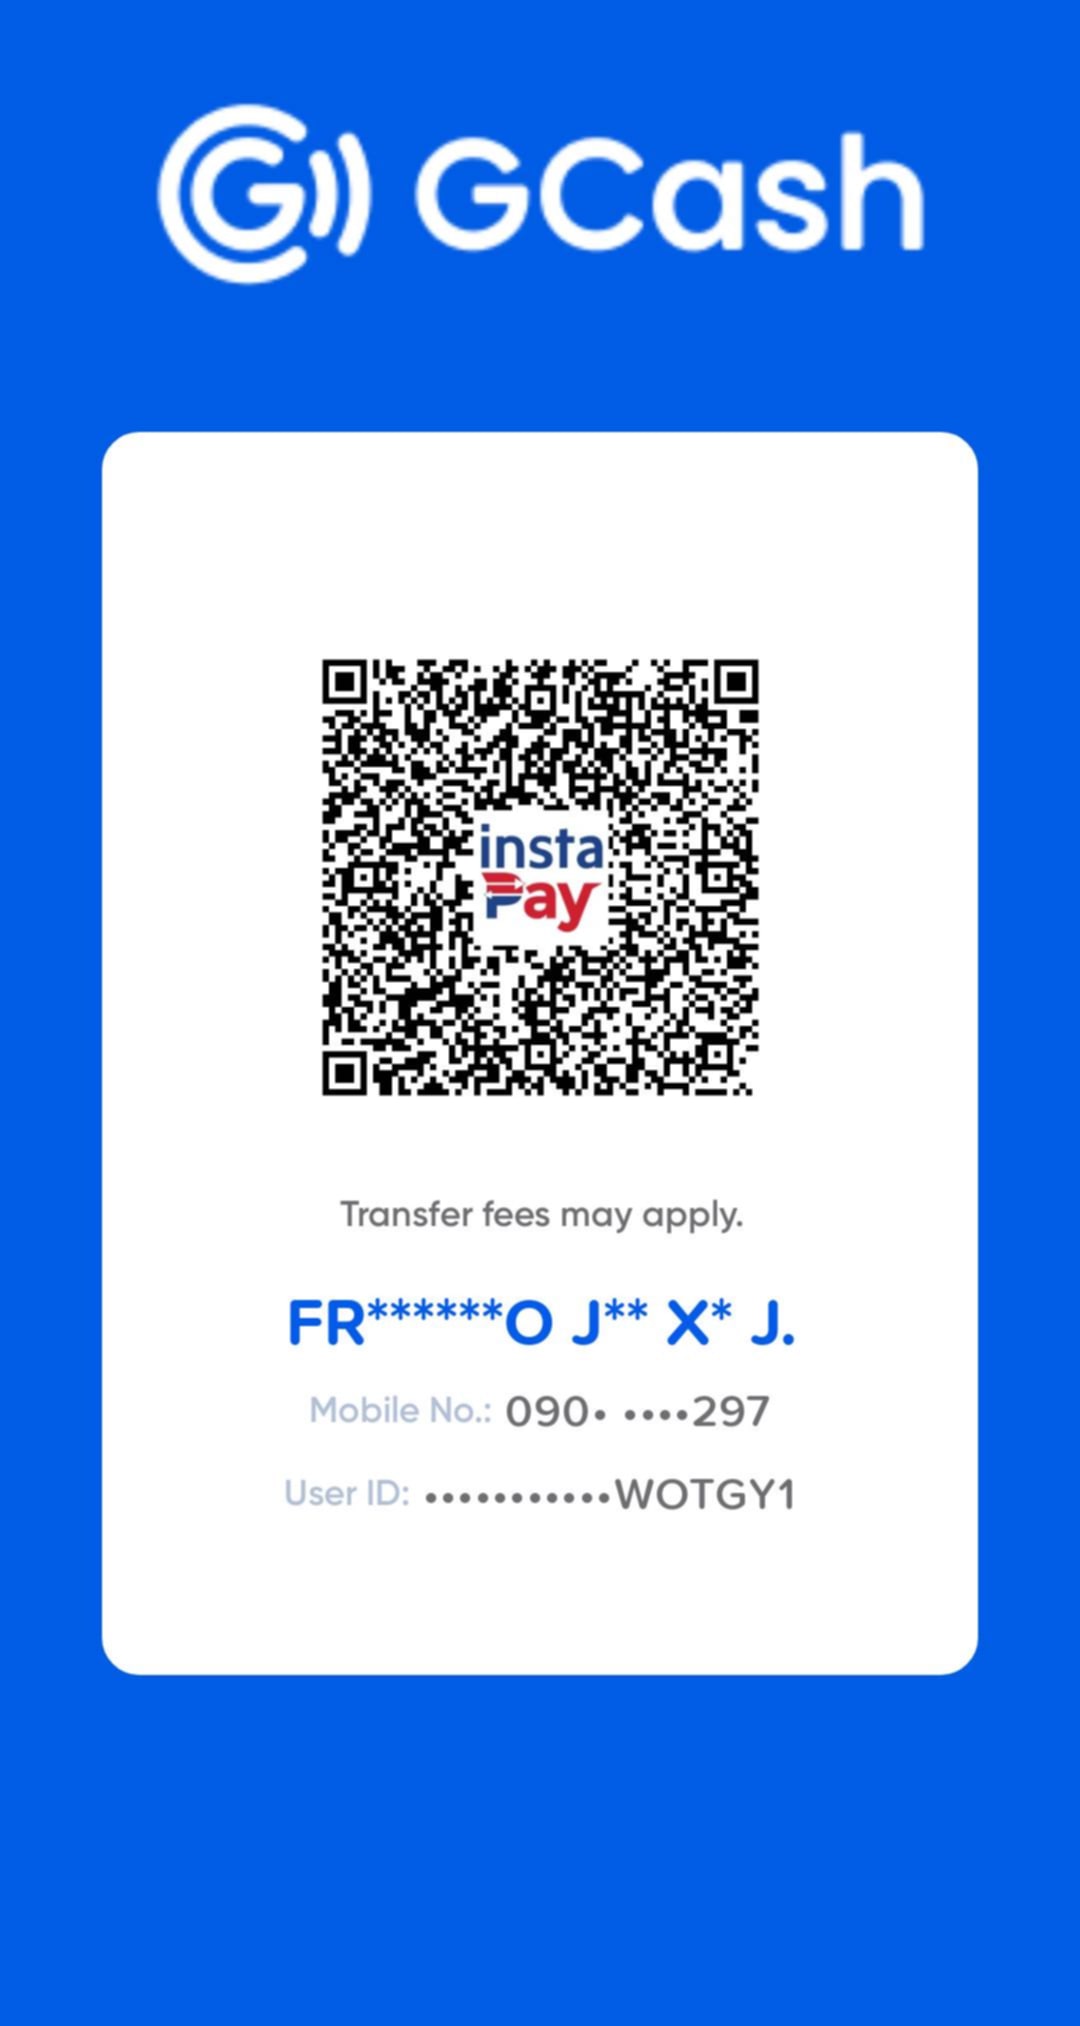 GCash
insta
Pay
Transfer fees may apply.
FR******O J** X* J.
Mobile No.: 090• ••••297
User ID: •••••••••••WOTGY1